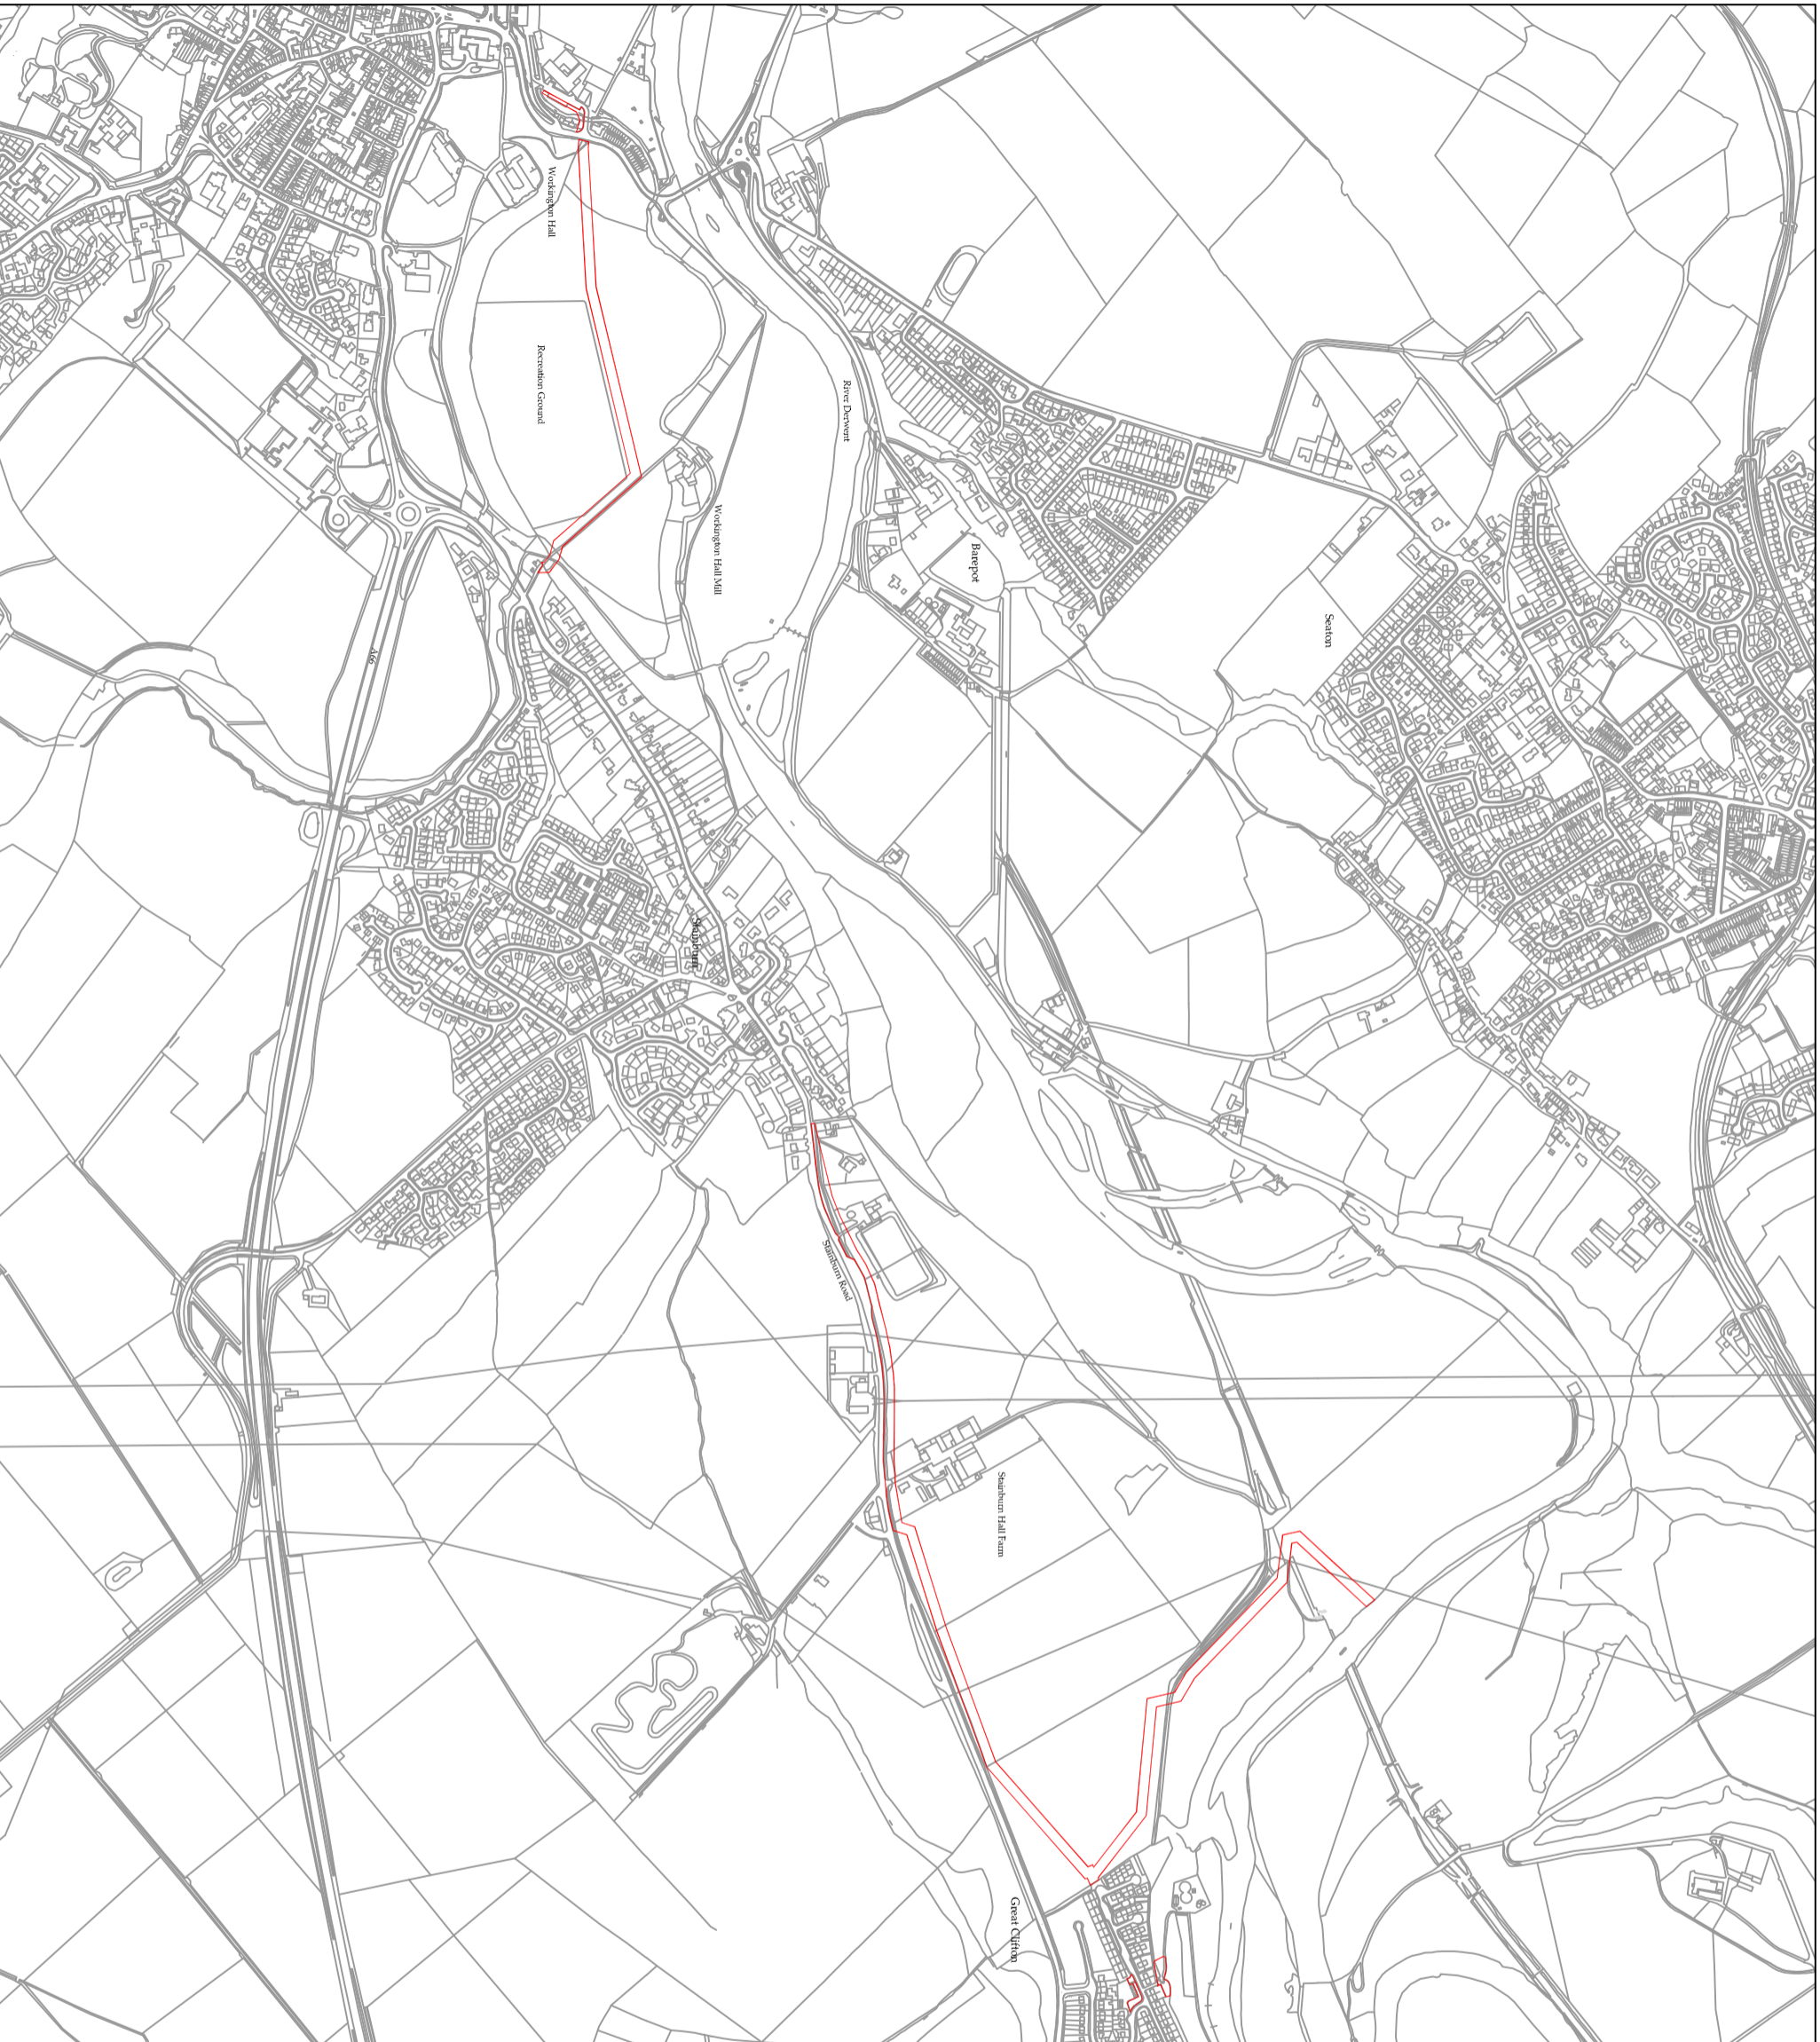 Workington Hall
Recreation Ground
River Derwent
Workington Hall Mill
Barepot
Seaton
A66
Stainburn
Stainburn Road
Stainburn Hall Farm
Great Clifton